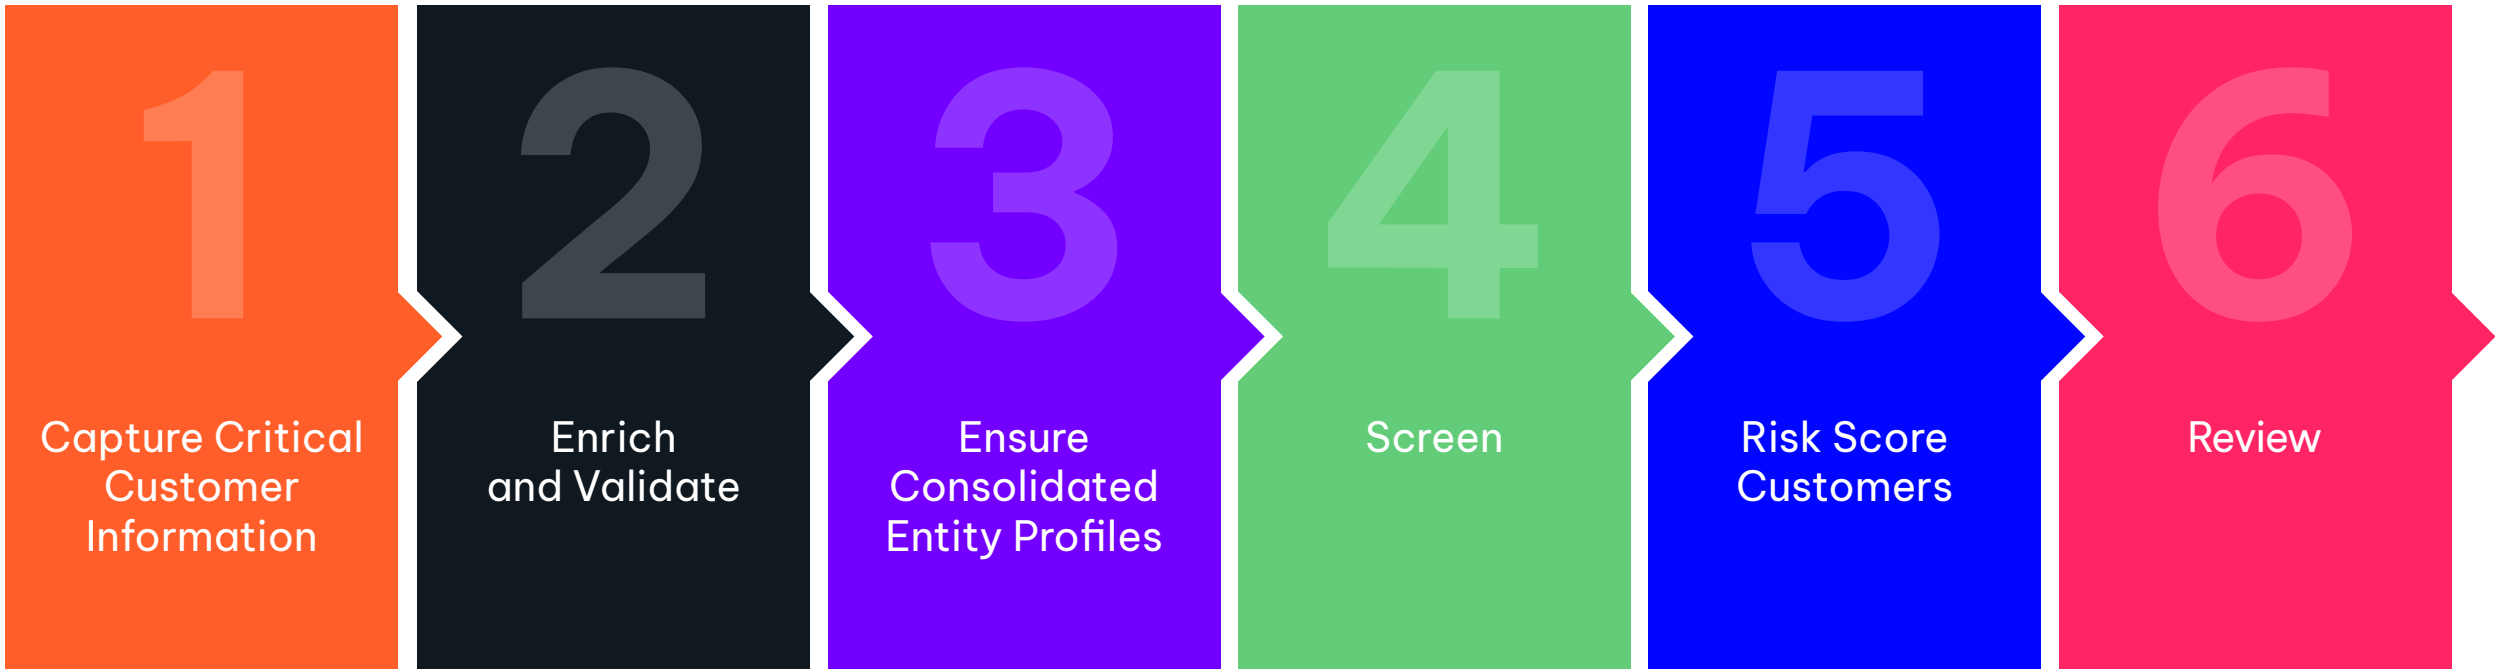 1
Capture Critical
Customer
Information
2
Enrich
and Validate
3
Ensure
Consolidated
Entity Profiles
4
Screen
5
Risk Score
Customers
6
Review